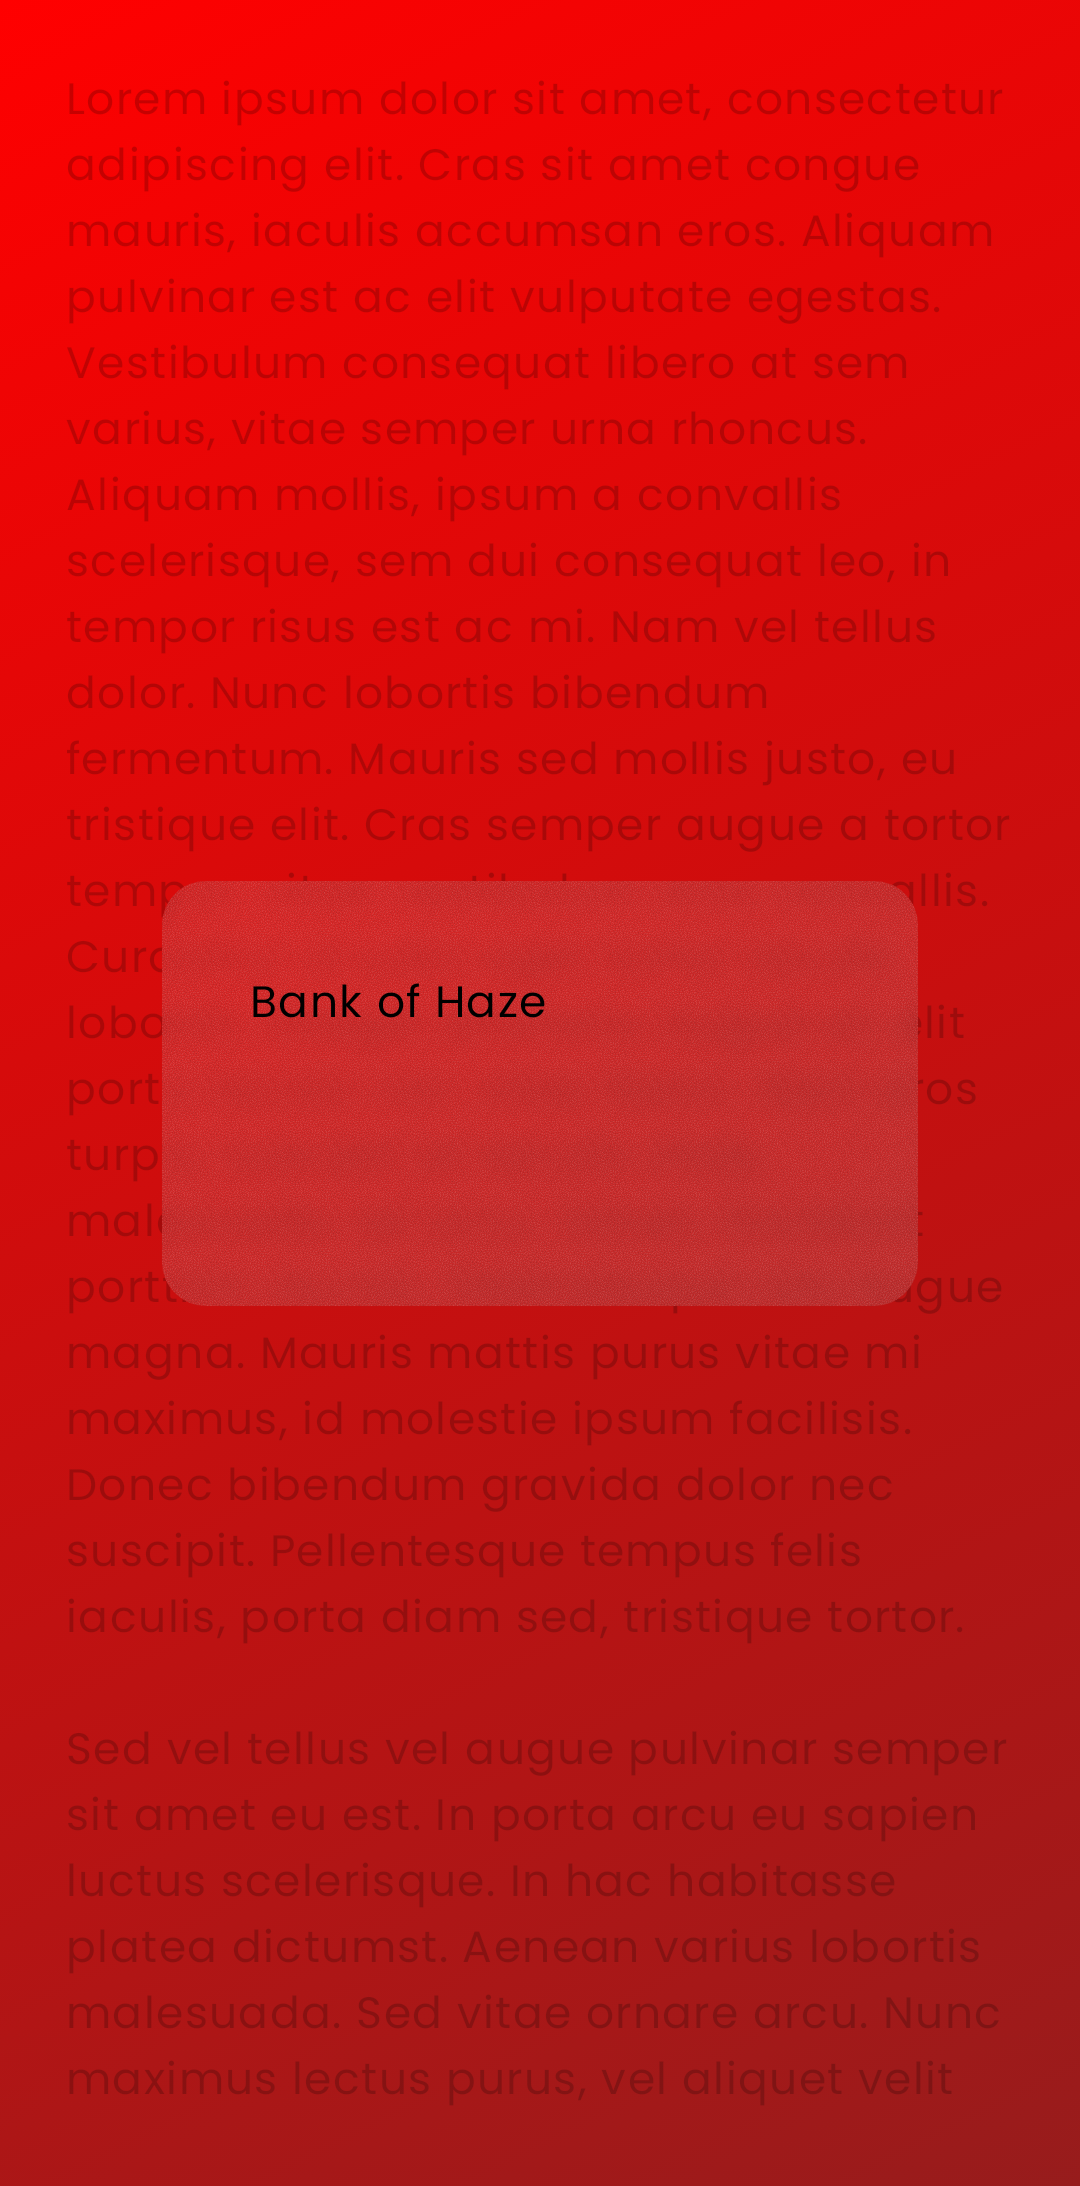 Lorem ipsum dolor sit amet, consectetur
adipiscing elit. Cras sit amet congue
mauris, iaculis accumsan eros. Aliquam
pulvinar est ac elit vulputate egestas.
Vestibulum consequat libero at sem
varius, vitae semper urna rhoncus.
Aliquam mollis, ipsum a convallis
scelerisque, sem dui consequat leo, in
tempor risus est ac mi. Nam vel tellus
dolor. Nunc lobortis bibendum
fermentum. Mauris sed mollis justo, eu
tristique elit. Cras semper augue a tortor
Bank of Haze
magna. Mauris mattis purus vitae mi
maximus, id molestie ipsum facilisis.
Donec bibendum gravida dolor nec
suscipit. Pellentesque tempus felis
iaculis, porta diam sed, tristique tortor.
Sed vel tellus vel augue pulvinar semper
sit amet eu est. In porta arcu eu sapien
luctus scelerisque. In hac habitasse
platea dictumst. Aenean varius lobortis
malesuada. Sed vitae ornare arcu. Nunc
maximus lectus purus, vel aliquet velit